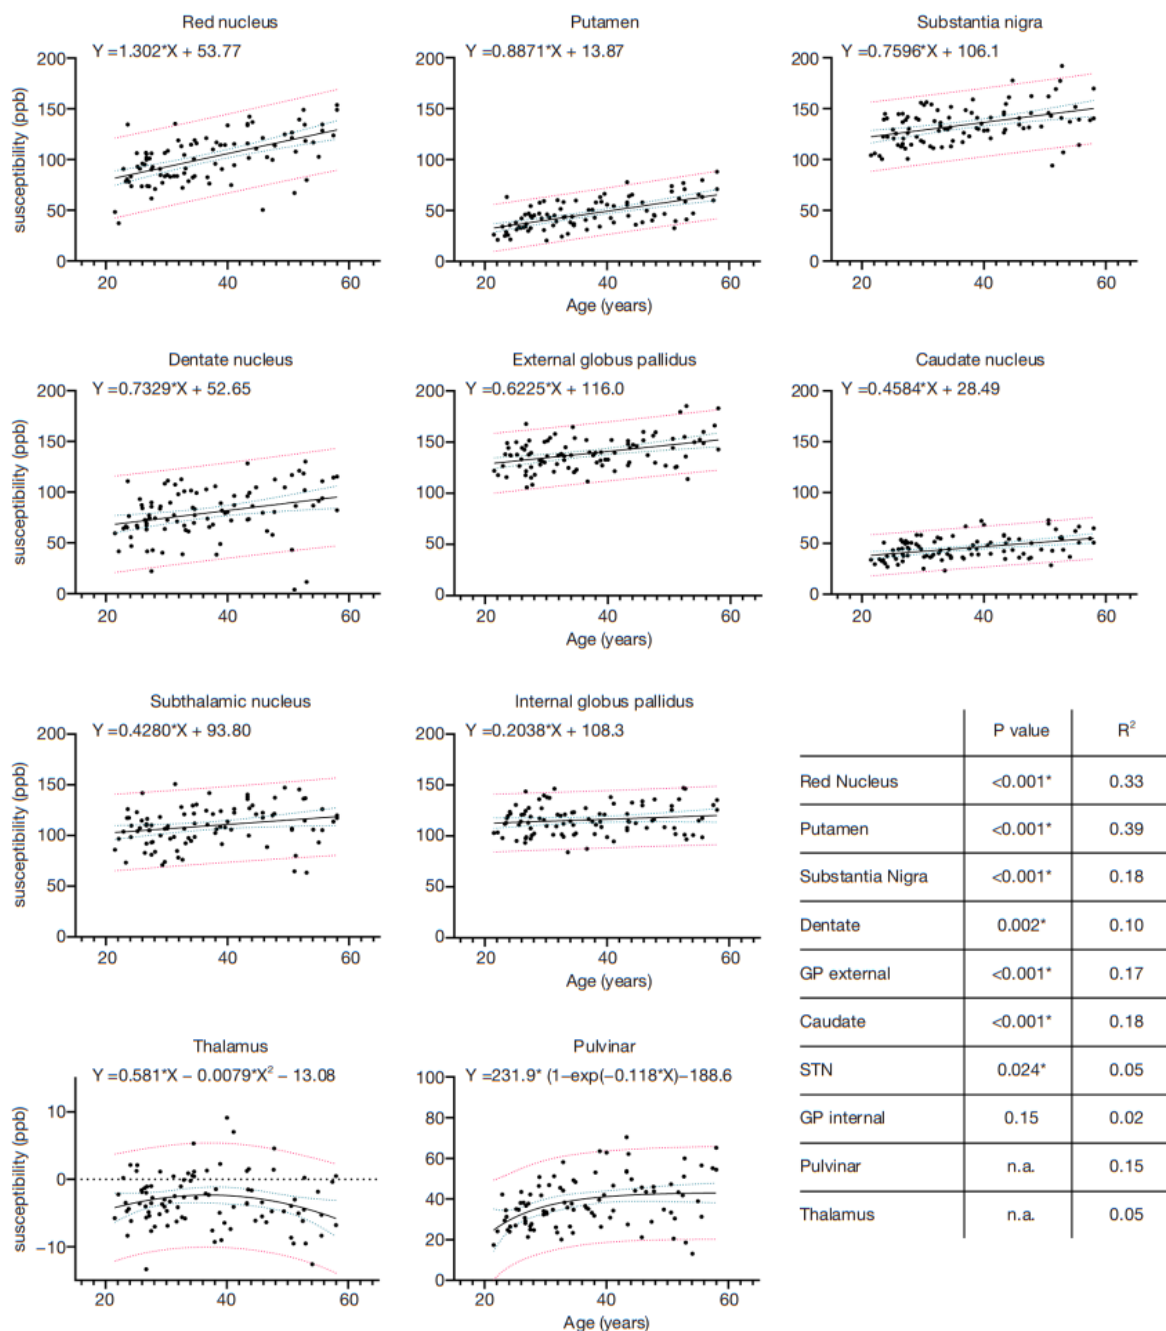 Red nucleus
Y =1.302*X + 53.77
susceptibility (ppb)
200
150
100
50
0
20
40
60
Putamen
Y =0.8871*X + 13.87
200
150
100
50
0
20
40
60
Age (years)
Substantia nigra
Y =0.7596*X + 106.1
200
150
100
50
0
20
40
60
Dentate nucleus
Y =0.7329*X + 52.65
susceptibility (ppb)
200
150
100
50
0
20
40
60
External globus pallidus
Y =0.6225*X + 116.0
200
150
100
50
0
20
40
60
Age (years)
Caudate nucleus
Y =0.4584*X + 28.49
200
150
100
50
0
20
40
60
Subthalamic nucleus
Y =0.4280*X + 93.80
susceptibility (ppb)
200
150
100
50
0
20
40
60
Internal globus pallidus
Y =0.2038*X + 108.3
200
150
100
50
0
20
40
60
Age (years)
P value R²
Red Nucleus <0.001* 0.33
Putamen <0.001* 0.39
Substantia Nigra <0.001* 0.18
Dentate 0.002* 0.10
GP external <0.001* 0.17
Caudate <0.001* 0.18
STN 0.024* 0.05
GP internal 0.15 0.02
Pulvinar n.a. 0.15
Thalamus n.a. 0.05
Thalamus
Y =0.581*X − 0.0079*X² − 13.08
susceptibility (ppb)
10
0
−10
20
40
60
Pulvinar
Y =231.9* (1−exp(−0.118*X)−188.6
100
80
60
40
20
0
20
40
60
Age (years)